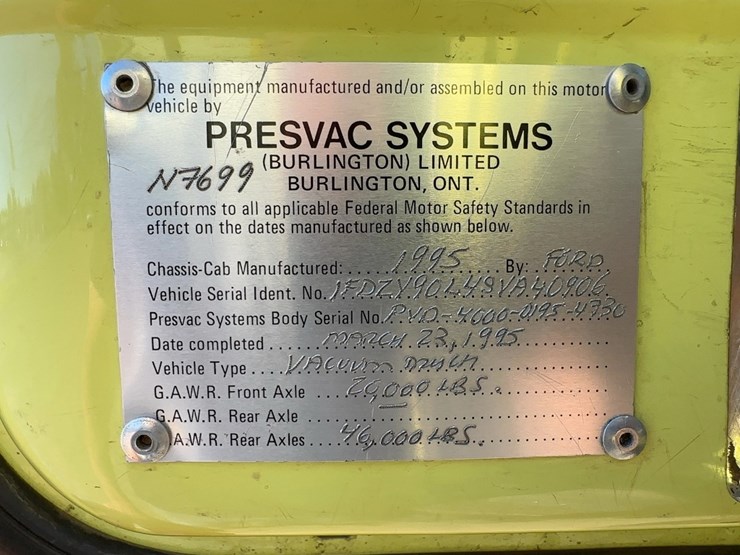 The equipment manufactured and/or assembled on this motor
vehicle by
PRESVAC SYSTEMS
(BURLINGTON) LIMITED
N7699 BURLINGTON, ONT.
conforms to all applicable Federal Motor Safety Standards in
effect on the dates manufactured as shown below.
Chassis-Cab Manufactured: 1995 By: FORD
Vehicle Serial Ident. No.
Presvac Systems Body Serial No. PVD-4000-0195-4730
Date completed MARCH 23, 1995
Vehicle Type VACUUM
G.A.W.R. Front Axle 20,000 LBS.
G.A.W.R. Rear Axle
A.W.R. Rear Axles 46,000 LBS.